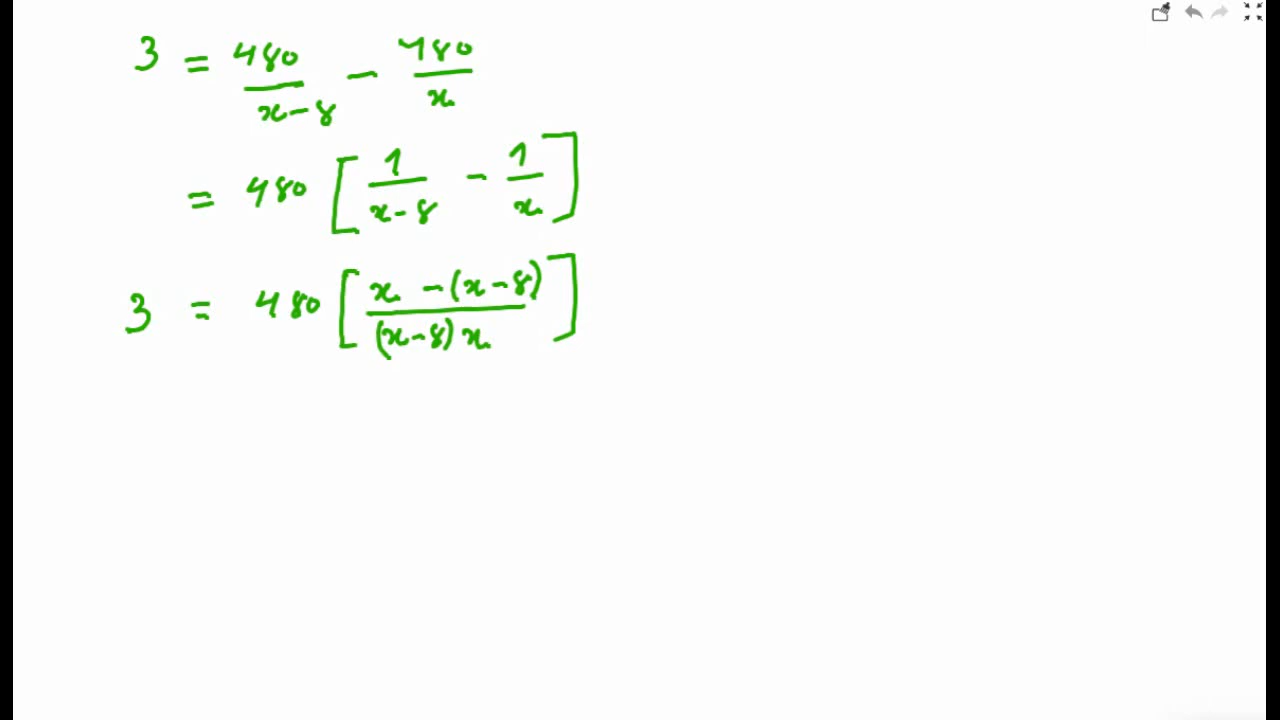 3 = 480/(x-8) - 480/x
= 480 [1/(x-8) - 1/x]
3 = 480 [(x - (x-8))/((x-8)x)]